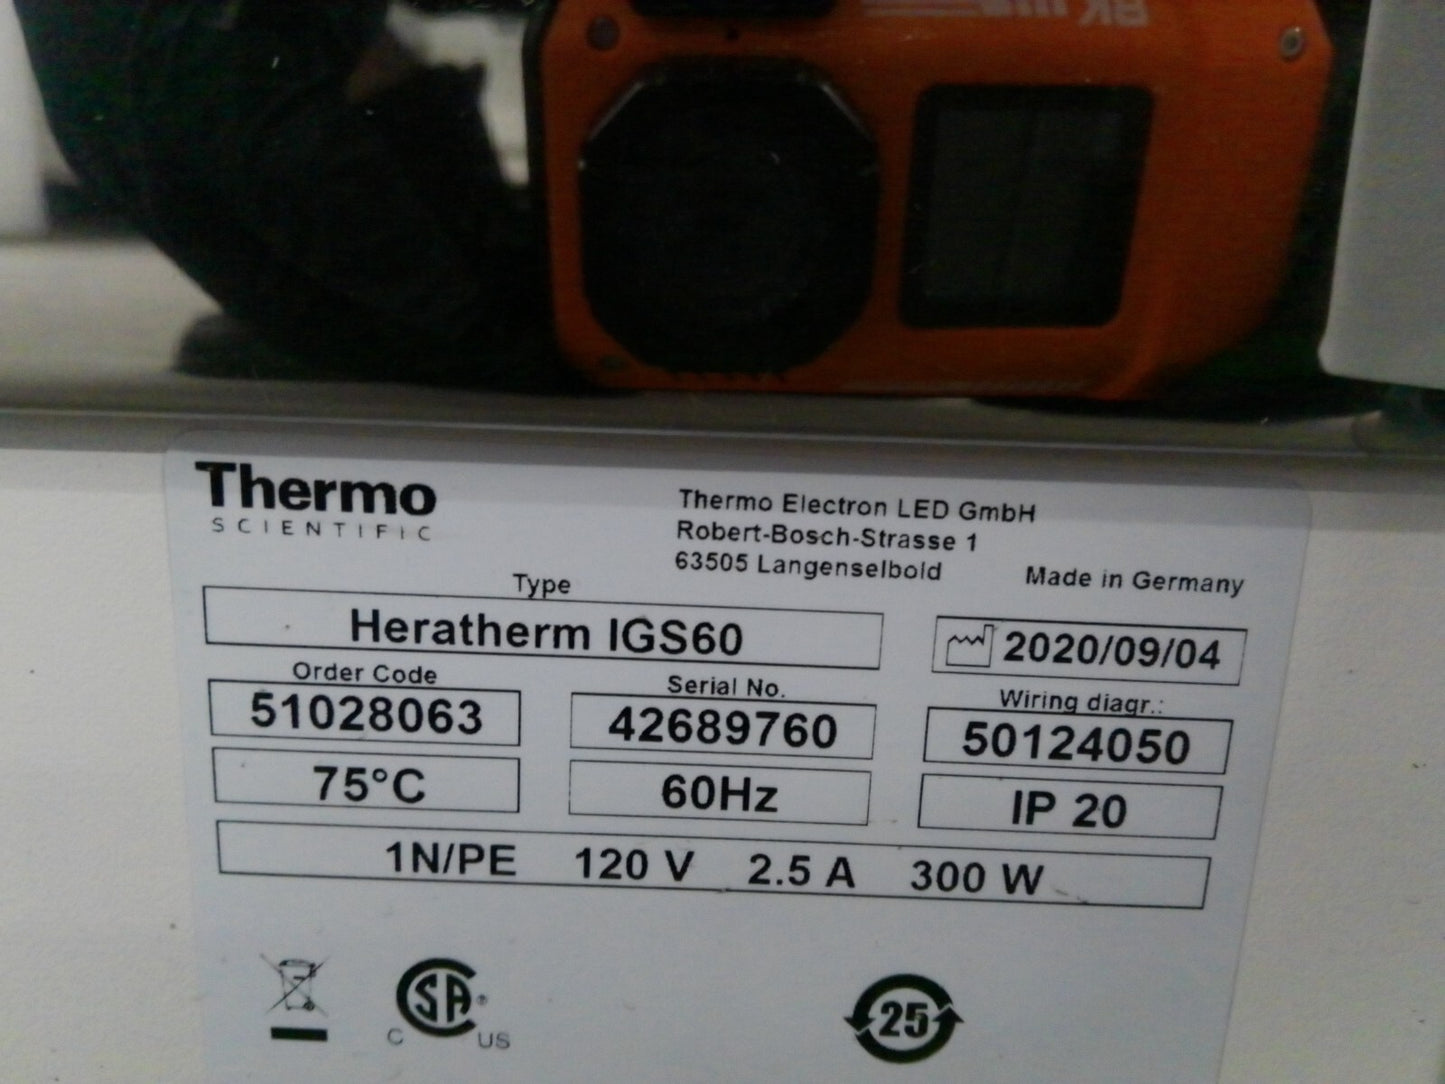 Thermo
SCIENTIFIC
Thermo Electron LED GmbH
Robert-Bosch-Strasse 1
63505 Langenselbold
Made in Germany
Type
Heratherm IGS60
2020/09/04
Order Code
51028063
Serial No.
42689760
Wiring diagr.:
50124050
75°C
60Hz
IP 20
1N/PE 120 V 2.5 A 300 W
C SA® US
25